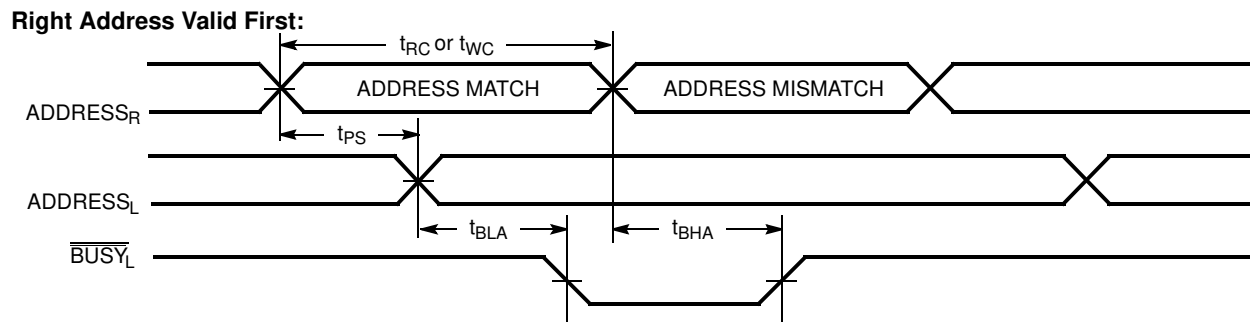 Right Address Valid First:
tRC or tWC
ADDRESSR
ADDRESS MATCH
ADDRESS MISMATCH
tPS
ADDRESSL
tBLA
tBHA
BUSYL